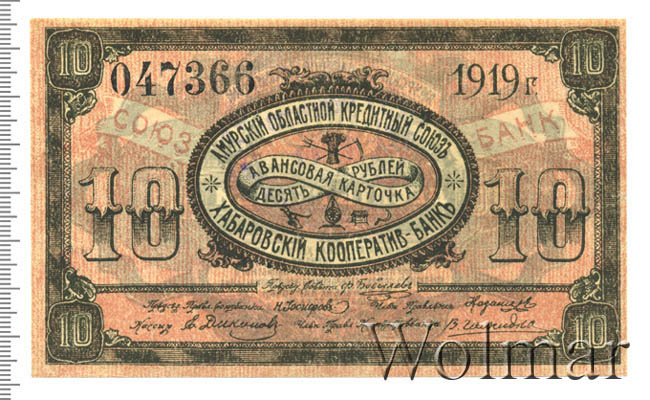 10 10
047366 1919 г.
СОЮЗ БАНК
АМУРСКІЙ ОБЛАСТНОЙ КРЕДИТНЫЙ СОЮЗЪ
АВАНСОВАЯ РУБЛЕЙ
ДЕСЯТЬ КАРТОЧКА
10 10
ХАБАРОВСКІЙ КООПЕРАТИВ-БАНКЪ
10 10
Wolmar